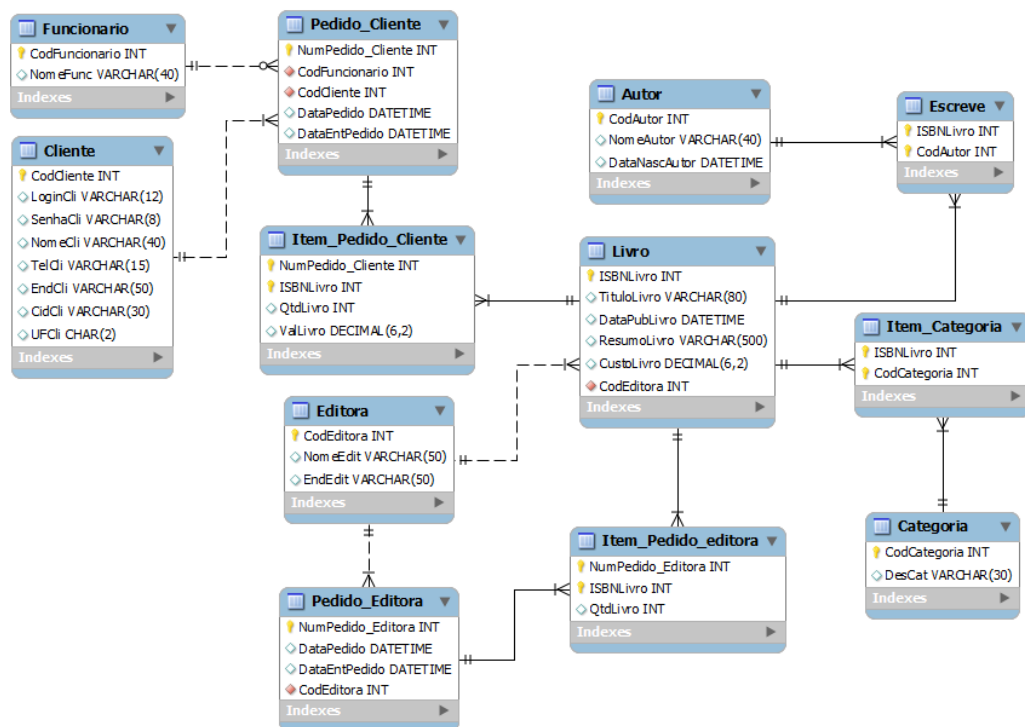 Funcionario
CodFuncionario INT
NomeFunc VARCHAR(40)
Indexes
Pedido_Cliente
NumPedido_Cliente INT
CodFuncionario INT
CodCliente INT
DataPedido DATETIME
DataEntPedido DATETIME
Indexes
Autor
CodAutor INT
NomeAutor VARCHAR(40)
DataNascAutor DATETIME
Indexes
Escreve
ISBNLivro INT
CodAutor INT
Indexes
Cliente
CodCliente INT
LoginCli VARCHAR(12)
SenhaCli VARCHAR(8)
NomeCli VARCHAR(40)
TelCli VARCHAR(15)
EndCli VARCHAR(50)
CidCli VARCHAR(30)
UFCli CHAR(2)
Indexes
Item_Pedido_Cliente
NumPedido_Cliente INT
ISBNLivro INT
QtdLivro INT
ValLivro DECIMAL(6,2)
Indexes
Livro
ISBNLivro INT
TituloLivro VARCHAR(80)
DataPubLivro DATETIME
ResumoLivro VARCHAR(500)
CustoLivro DECIMAL(6,2)
CodEditora INT
Indexes
Item_Categoria
ISBNLivro INT
CodCategoria INT
Indexes
Editora
CodEditora INT
NomeEdit VARCHAR(50)
EndEdit VARCHAR(50)
Indexes
Item_Pedido_editora
NumPedido_Editora INT
ISBNLivro INT
QtdLivro INT
Indexes
Categoria
CodCategoria INT
DesCat VARCHAR(30)
Indexes
Pedido_Editora
NumPedido_Editora INT
DataPedido DATETIME
DataEntPedido DATETIME
CodEditora INT
Indexes